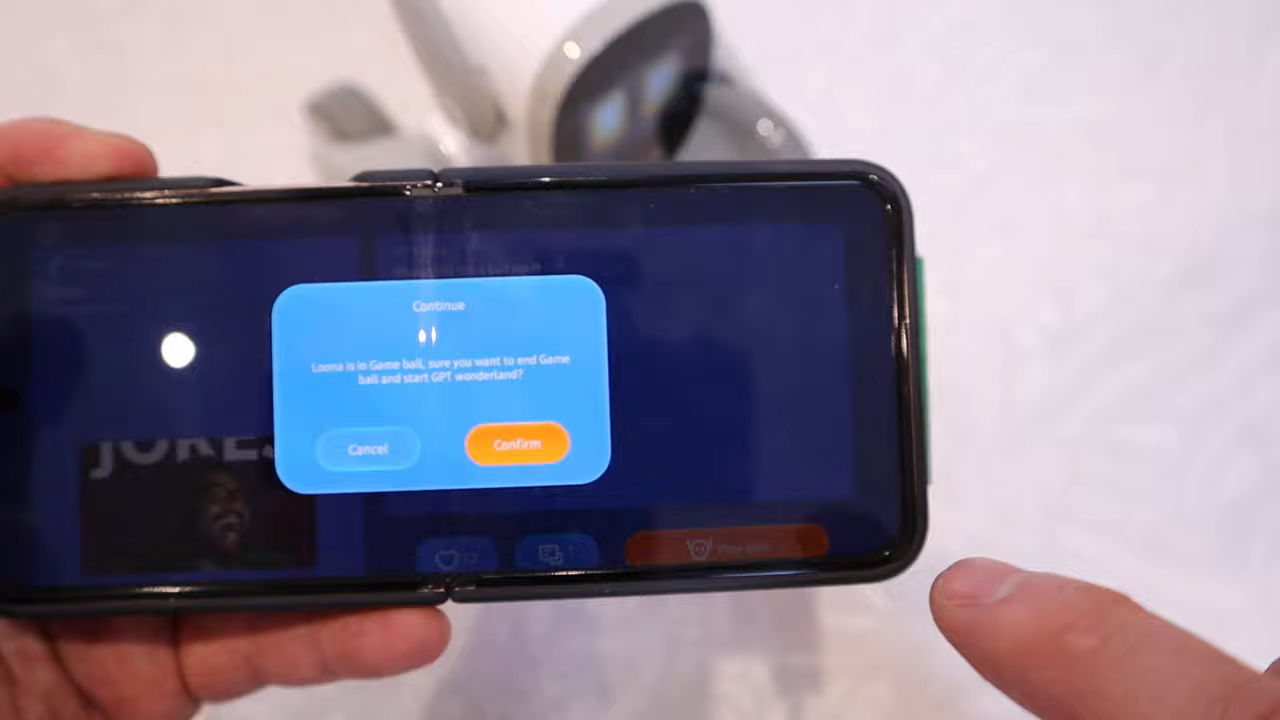 Continue
Loona is in Game ball, sure you want to end Game
ball and start GPT wonderland?
Cancel
Confirm
JOKES